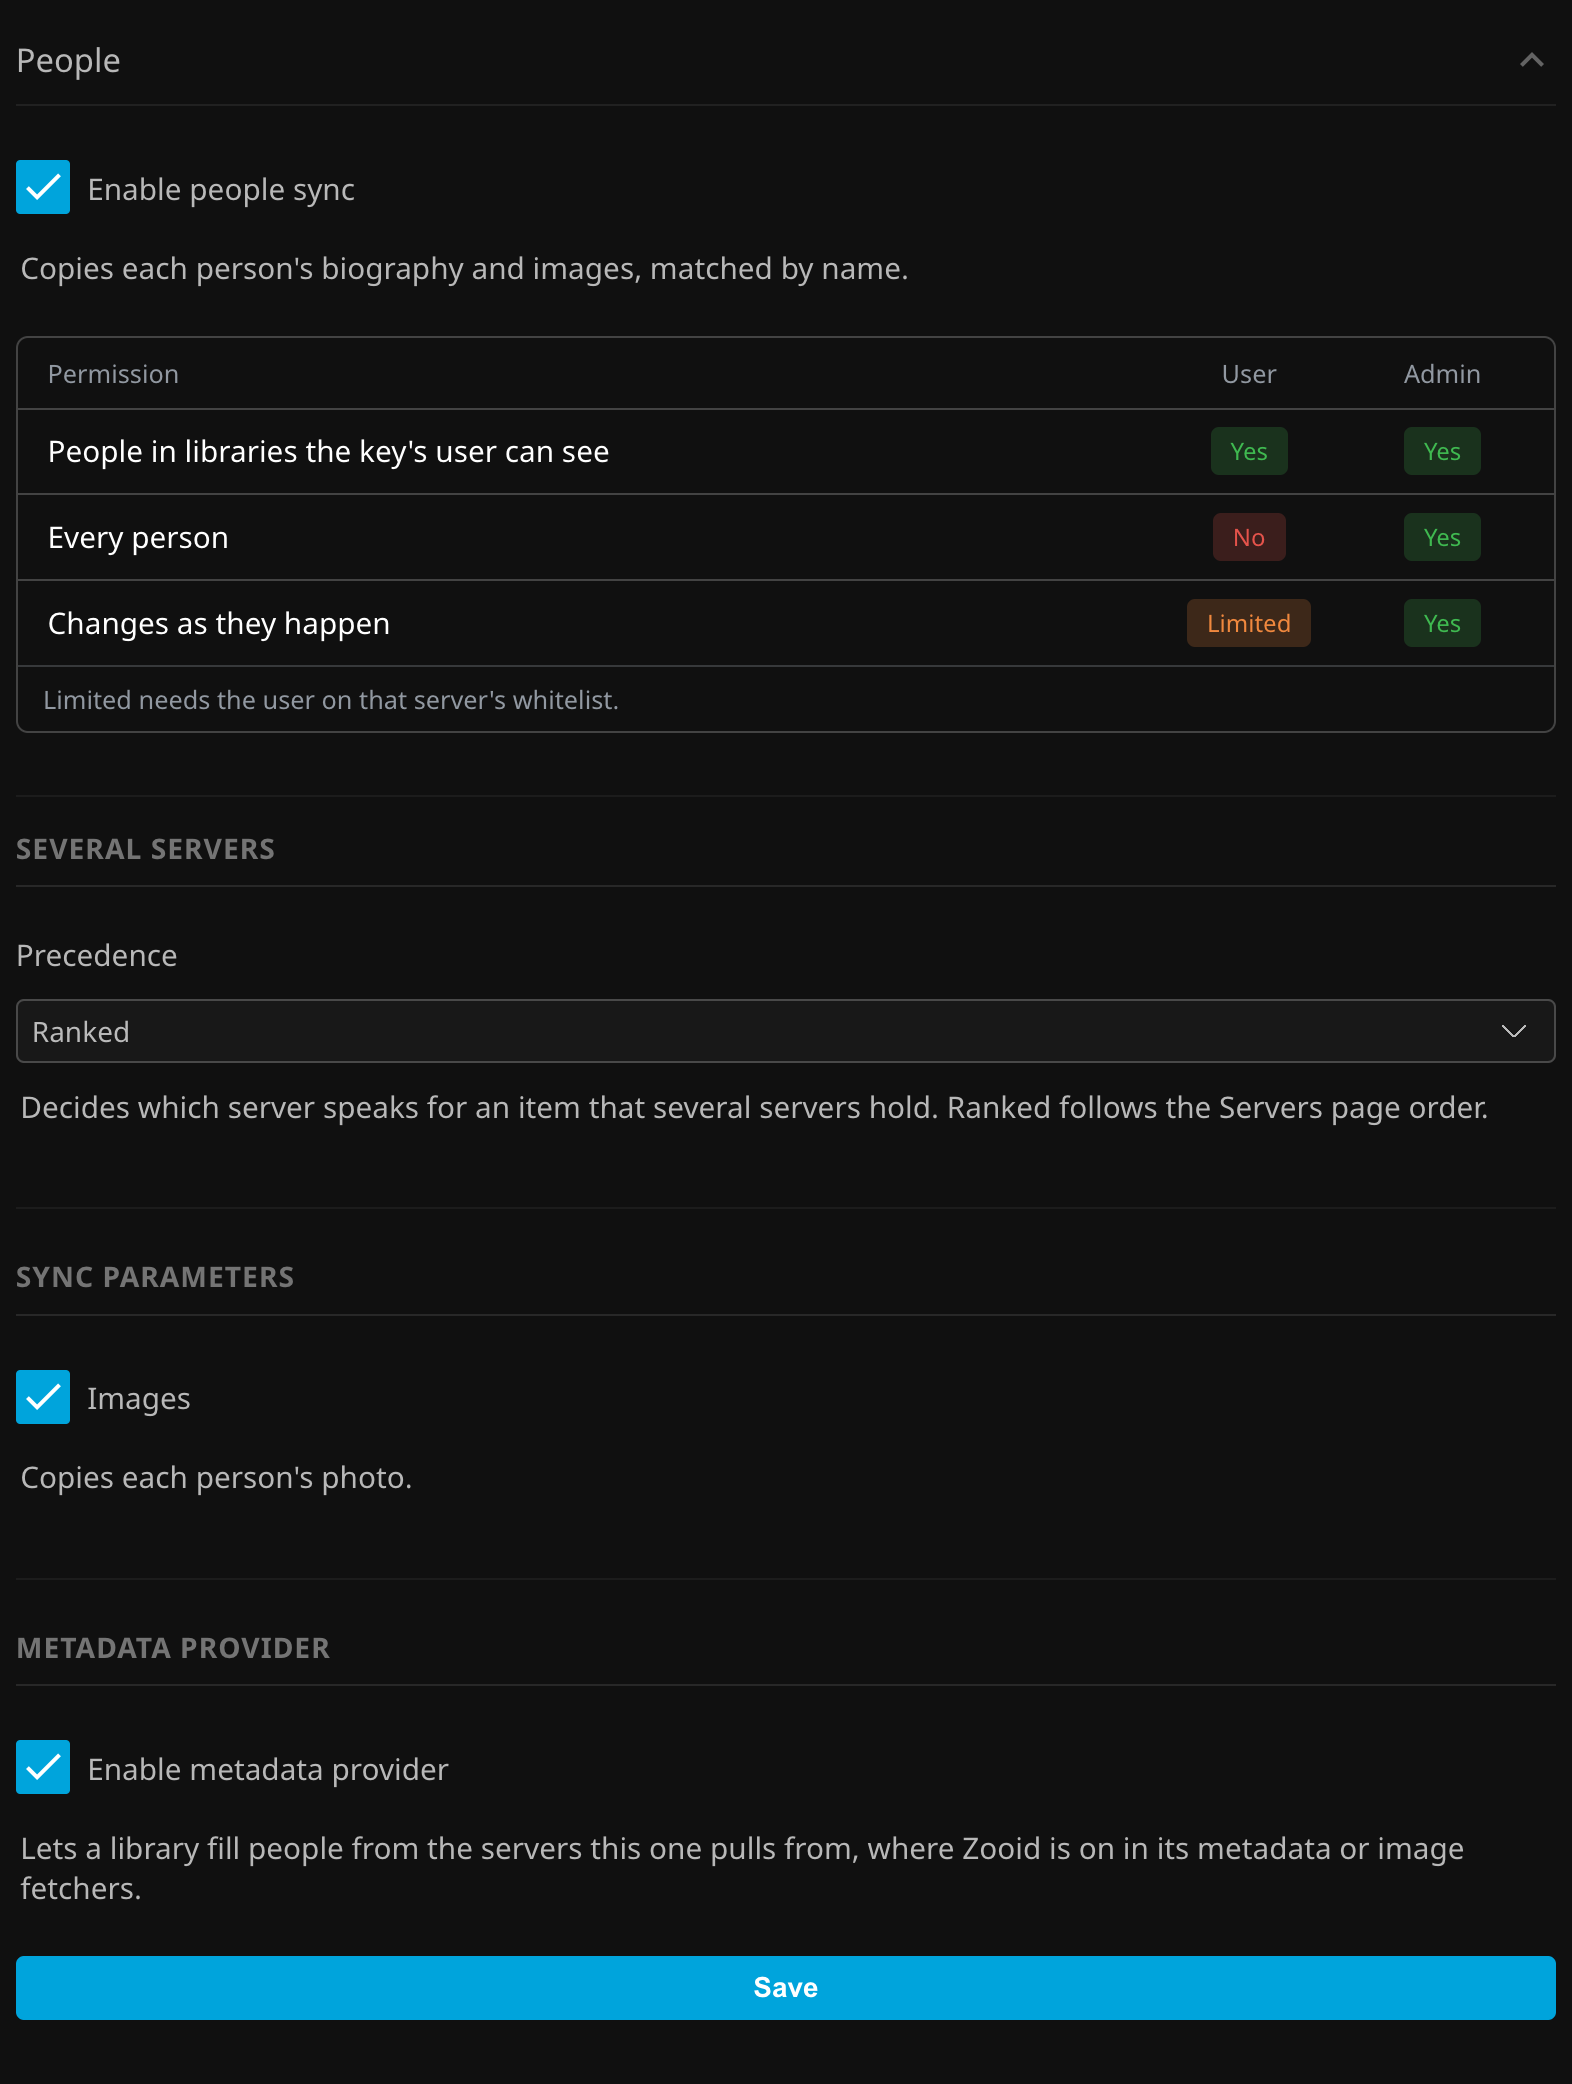 People
Enable people sync
Copies each person's biography and images, matched by name.
Permission User Admin
People in libraries the key's user can see Yes Yes
Every person No Yes
Changes as they happen Limited Yes
Limited needs the user on that server's whitelist.
SEVERAL SERVERS
Precedence
Ranked
Decides which server speaks for an item that several servers hold. Ranked follows the Servers page order.
SYNC PARAMETERS
Images
Copies each person's photo.
METADATA PROVIDER
Enable metadata provider
Lets a library fill people from the servers this one pulls from, where Zooid is on in its metadata or image
fetchers.
Save